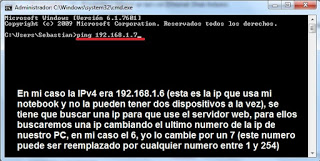 Administrador: C:\Windows\system32\cmd.exe
Microsoft Windows [Versión 6.1.7601]
Copyright (c) 2009 Microsoft Corporation. Reservados todos los derechos.
C:\Users\Sebastian>ping 192.168.1.7_
En mi caso la IPv4 era 192.168.1.6 (esta es la ip que usa mi
notebook y no la pueden tener dos dispositivos a la vez), se
tiene que buscar una ip para que use el servidor web, para ellos
buscaremos una ip cambiando el ultimo numero de la ip de
nuestro PC, en mi caso el 6, yo lo cambie por un 7 (este numero
puede ser reemplazado por cualquier numero entre 1 y 254)